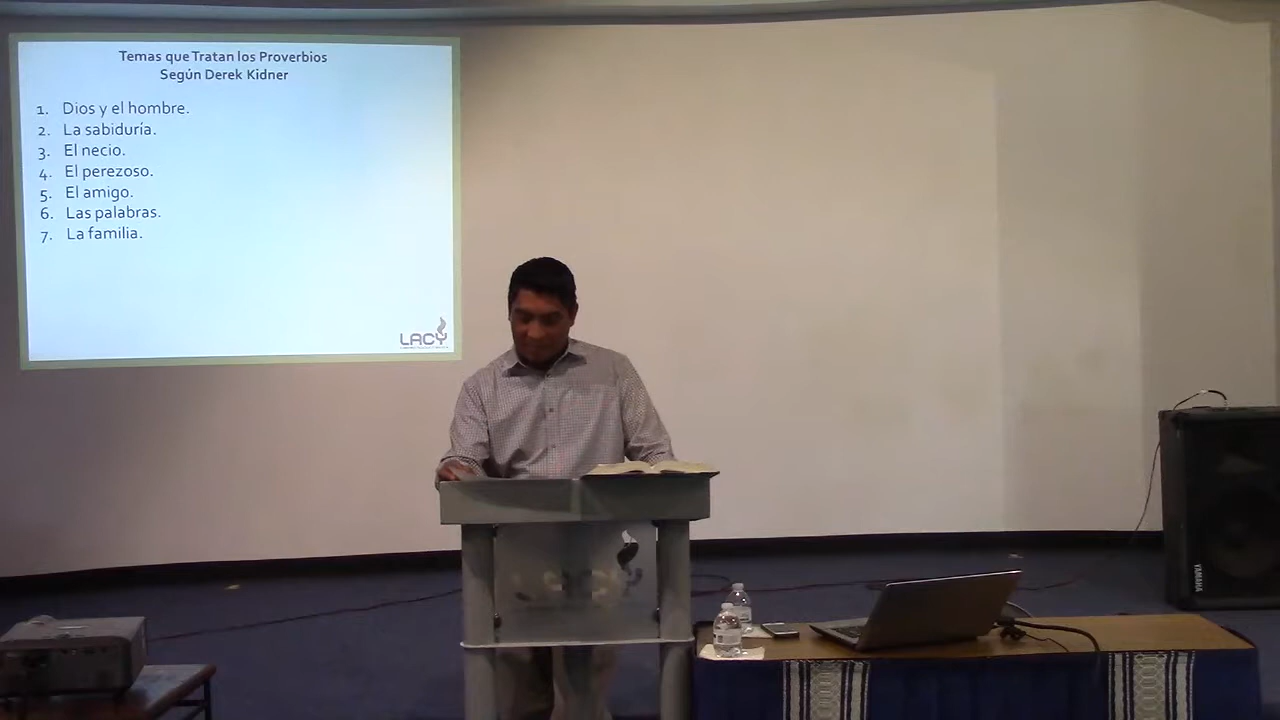 Temas que Tratan los Proverbios
Según Derek Kidner
1. Dios y el hombre.
2. La sabiduría.
3. El necio.
4. El perezoso.
5. El amigo.
6. Las palabras.
7. La familia.
LACY
YAMAHA